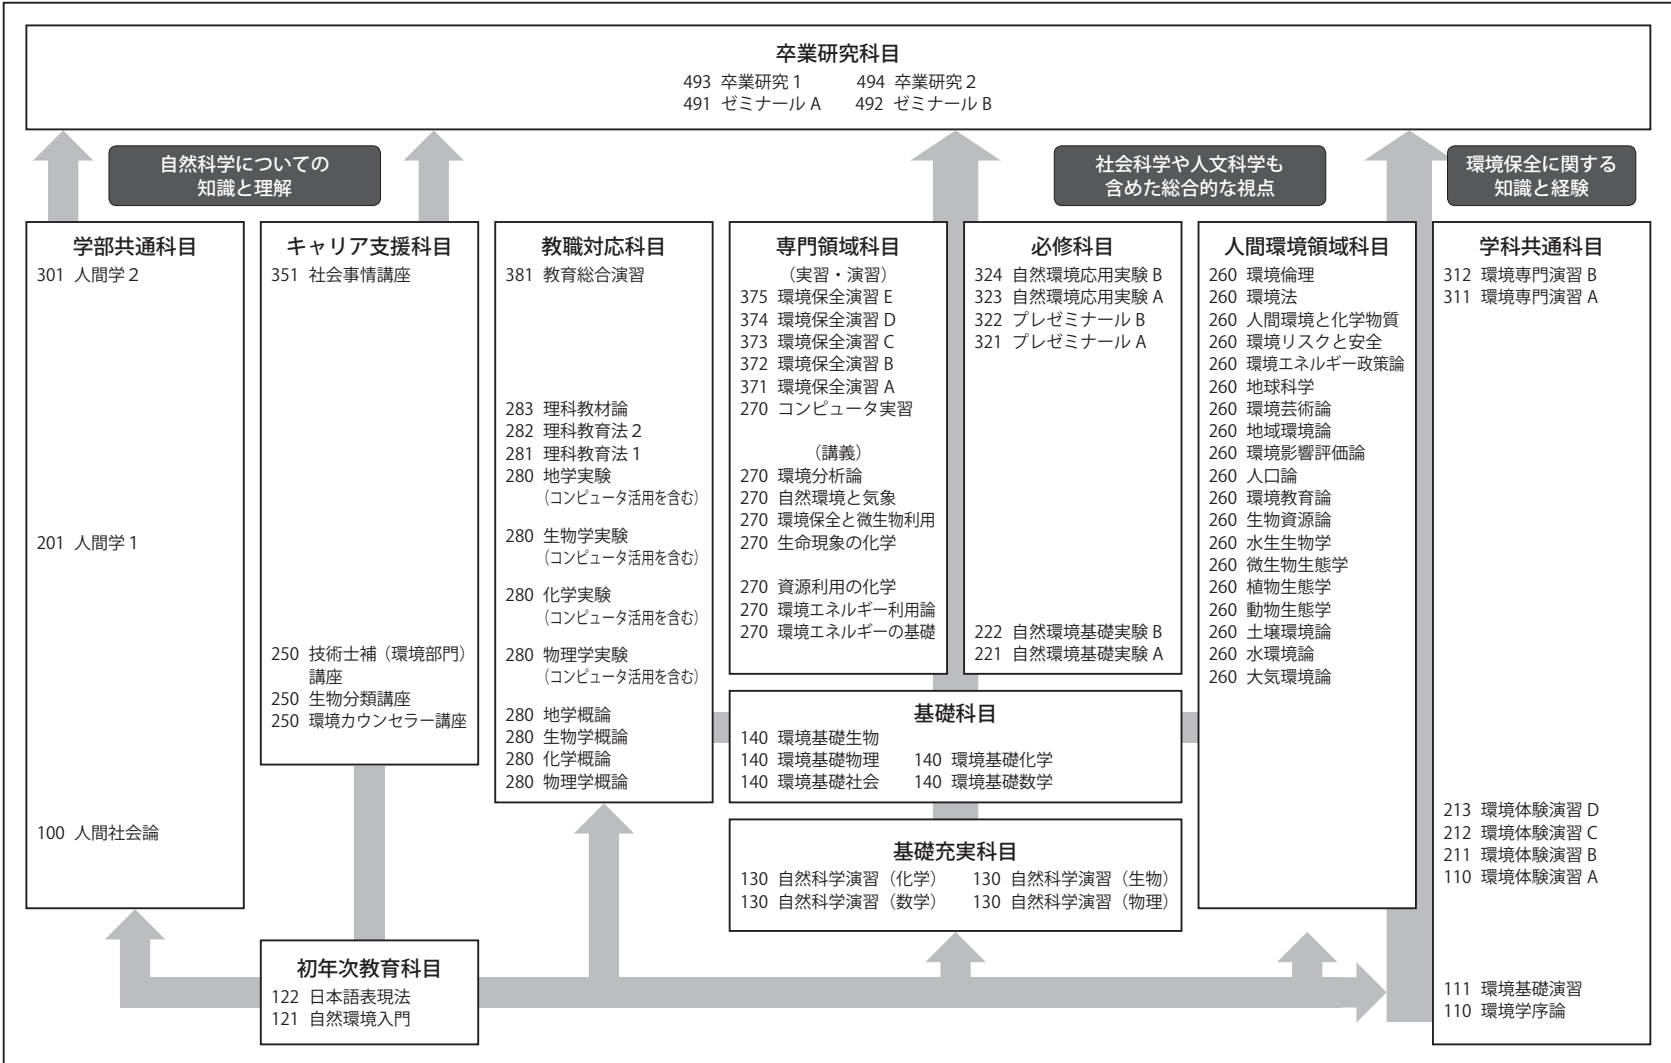 卒業研究科目
493 卒業研究 1 494 卒業研究 2
491 ゼミナール A 492 ゼミナール B
自然科学についての
知識と理解
社会科学や人文科学も
含めた総合的な視点
環境保全に関する
知識と経験
学部共通科目
301 人間学 2
201 人間学 1
100 人間社会論
キャリア支援科目
351 社会事情講座
250 技術士補（環境部門）
講座
250 生物分類講座
250 環境カウンセラー講座
教職対応科目
381 教育総合演習
283 理科教材論
282 理科教育法 2
281 理科教育法 1
280 地学実験
（コンピュータ活用を含む）
280 生物学実験
（コンピュータ活用を含む）
280 化学実験
（コンピュータ活用を含む）
280 物理学実験
（コンピュータ活用を含む）
280 地学概論
280 生物学概論
280 化学概論
280 物理学概論
専門領域科目
（実習・演習）
375 環境保全演習 E
374 環境保全演習 D
373 環境保全演習 C
372 環境保全演習 B
371 環境保全演習 A
270 コンピュータ実習
（講義）
270 環境分析論
270 自然環境と気象
270 環境保全と微生物利用
270 生命現象の化学
270 資源利用の化学
270 環境エネルギー利用論
270 環境エネルギーの基礎
必修科目
324 自然環境応用実験 B
323 自然環境応用実験 A
322 プレゼミナール B
321 プレゼミナール A
222 自然環境基礎実験 B
221 自然環境基礎実験 A
人間環境領域科目
260 環境倫理
260 環境法
260 人間環境と化学物質
260 環境リスクと安全
260 環境エネルギー政策論
260 地球科学
260 環境芸術論
260 地域環境論
260 環境影響評価論
260 人口論
260 環境教育論
260 生物資源論
260 水生生物学
260 微生物生態学
260 植物生態学
260 動物生態学
260 土壌環境論
260 水環境論
260 大気環境論
学科共通科目
312 環境専門演習 B
311 環境専門演習 A
213 環境体験演習 D
212 環境体験演習 C
211 環境体験演習 B
110 環境体験演習 A
111 環境基礎演習
110 環境学序論
基礎科目
140 環境基礎生物
140 環境基礎物理 140 環境基礎化学
140 環境基礎社会 140 環境基礎数学
基礎充実科目
130 自然科学演習（化学） 130 自然科学演習（生物）
130 自然科学演習（数学） 130 自然科学演習（物理）
初年次教育科目
122 日本語表現法
121 自然環境入門